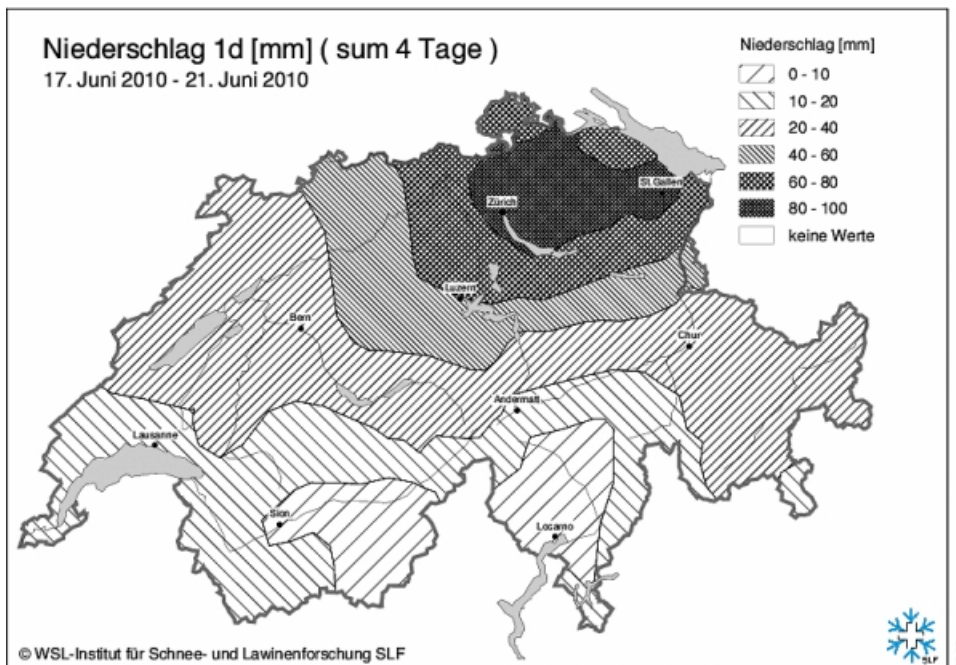 Niederschlag 1d [mm] ( sum 4 Tage )
17. Juni 2010 - 21. Juni 2010
Niederschlag [mm]
0 - 10
10 - 20
20 - 40
40 - 60
60 - 80
80 - 100
keine Werte
St. Gallen
Zürich
Luzern
Bern
Chur
Andermatt
Lausanne
Sion
Locarno
© WSL-Institut für Schnee- und Lawinenforschung SLF
SLF